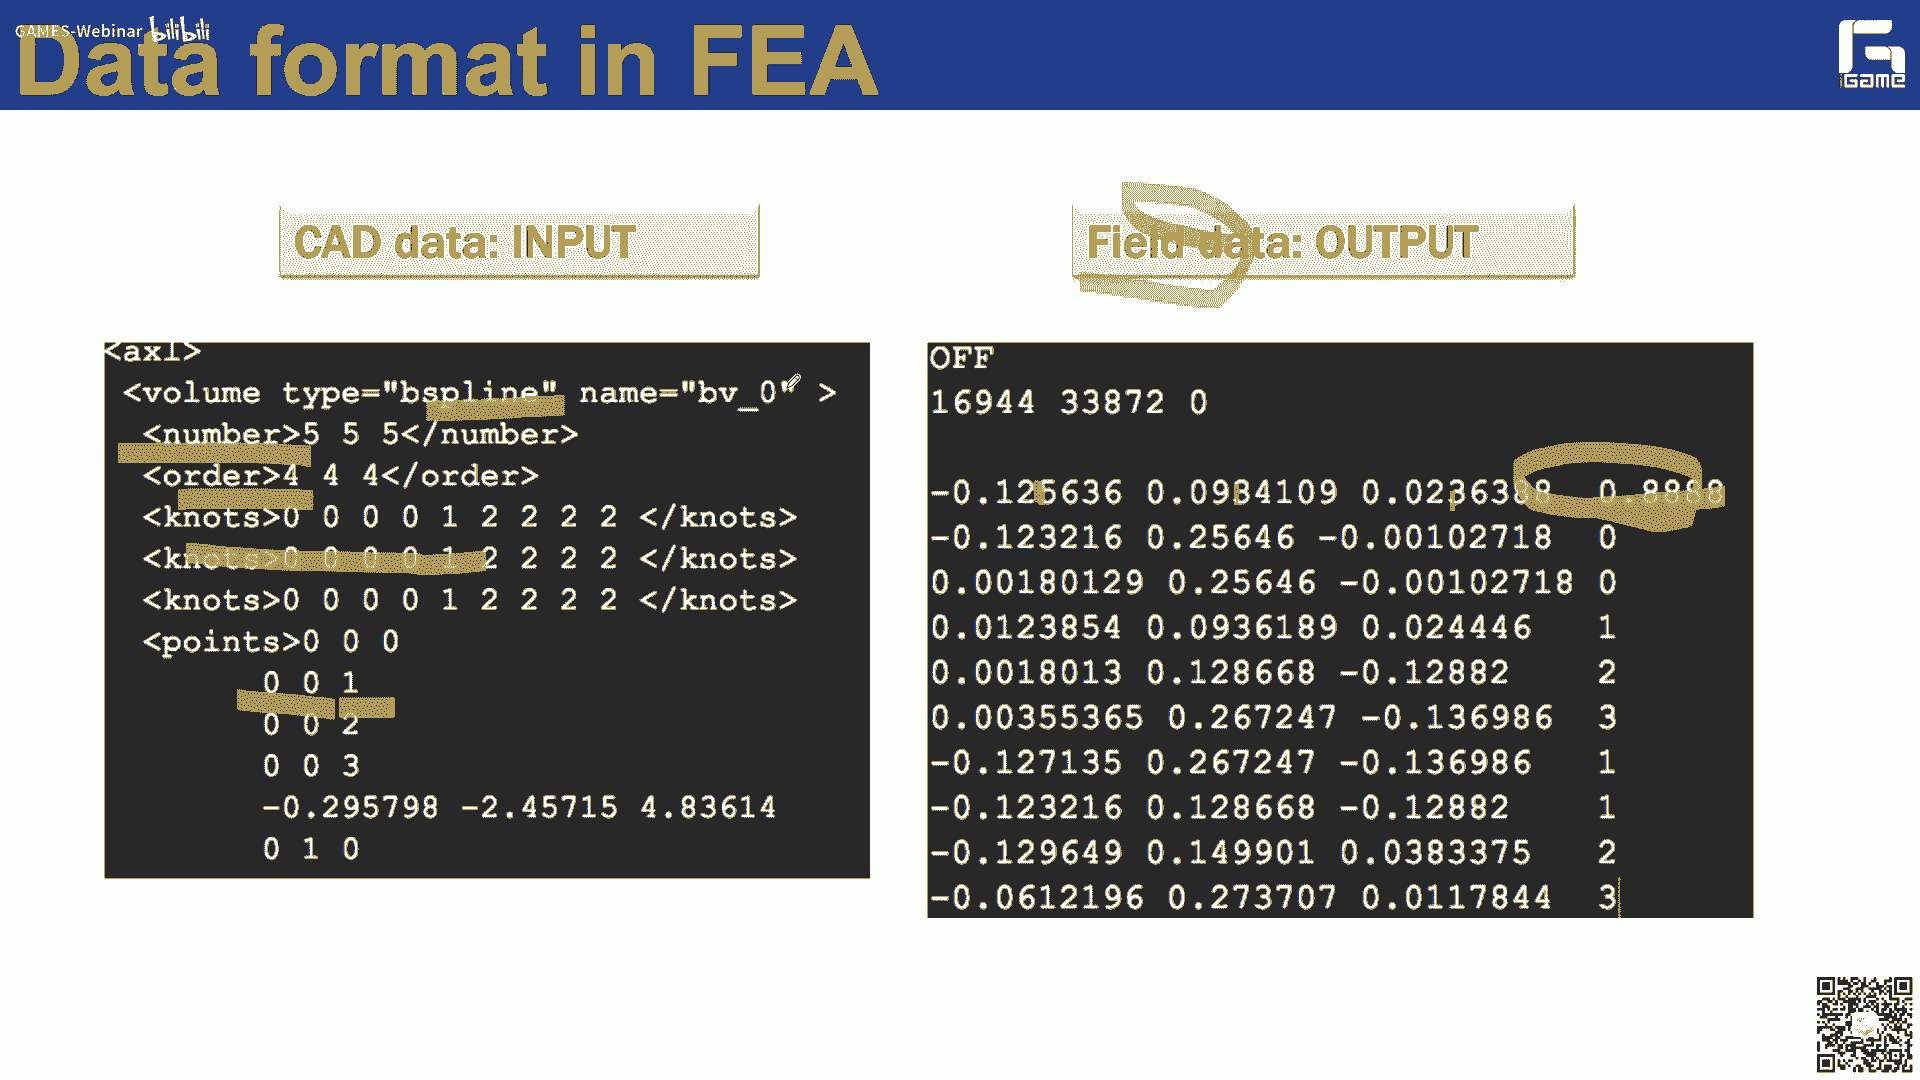 GAMES-Webinar bilibili
Data format in FEA
iGAME
CAD data: INPUT
<axl>
<volume type="bspline" name="bv_0" >
<number>5 5 5</number>
<order>4 4 4</order>
<knots>0 0 0 0 1 2 2 2 2 </knots>
<knots>0 0 0 0 1 2 2 2 2 </knots>
<knots>0 0 0 0 1 2 2 2 2 </knots>
<points>0 0 0
0 0 1
0 0 2
0 0 3
-0.295798 -2.45715 4.83614
0 1 0
Field data: OUTPUT
OFF
16944 33872 0
-0.125636 0.0934109 0.0236388 0 8888
-0.123216 0.25646 -0.00102718 0
0.00180129 0.25646 -0.00102718 0
0.0123854 0.0936189 0.024446 1
0.0018013 0.128668 -0.12882 2
0.00355365 0.267247 -0.136986 3
-0.127135 0.267247 -0.136986 1
-0.123216 0.128668 -0.12882 1
-0.129649 0.149901 0.0383375 2
-0.0612196 0.273707 0.0117844 3